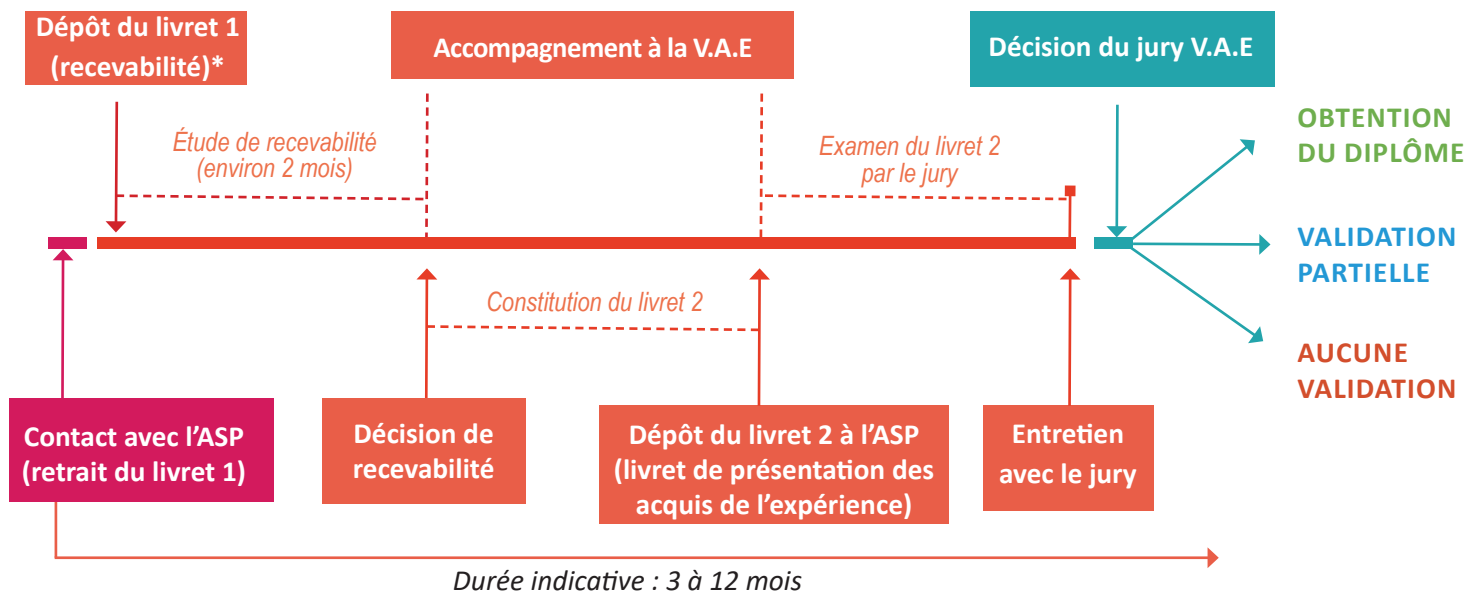 Dépôt du livret 1
(recevabilité)*
Accompagnement à la V.A.E
Décision du jury V.A.E
Étude de recevabilité
(environ 2 mois)
Examen du livret 2
par le jury
OBTENTION
DU DIPLÔME
VALIDATION
PARTIELLE
AUCUNE
VALIDATION
Constitution du livret 2
Contact avec l'ASP
(retrait du livret 1)
Décision de
recevabilité
Dépôt du livret 2 à l'ASP
(livret de présentation des
acquis de l'expérience)
Entretien
avec le jury
Durée indicative : 3 à 12 mois